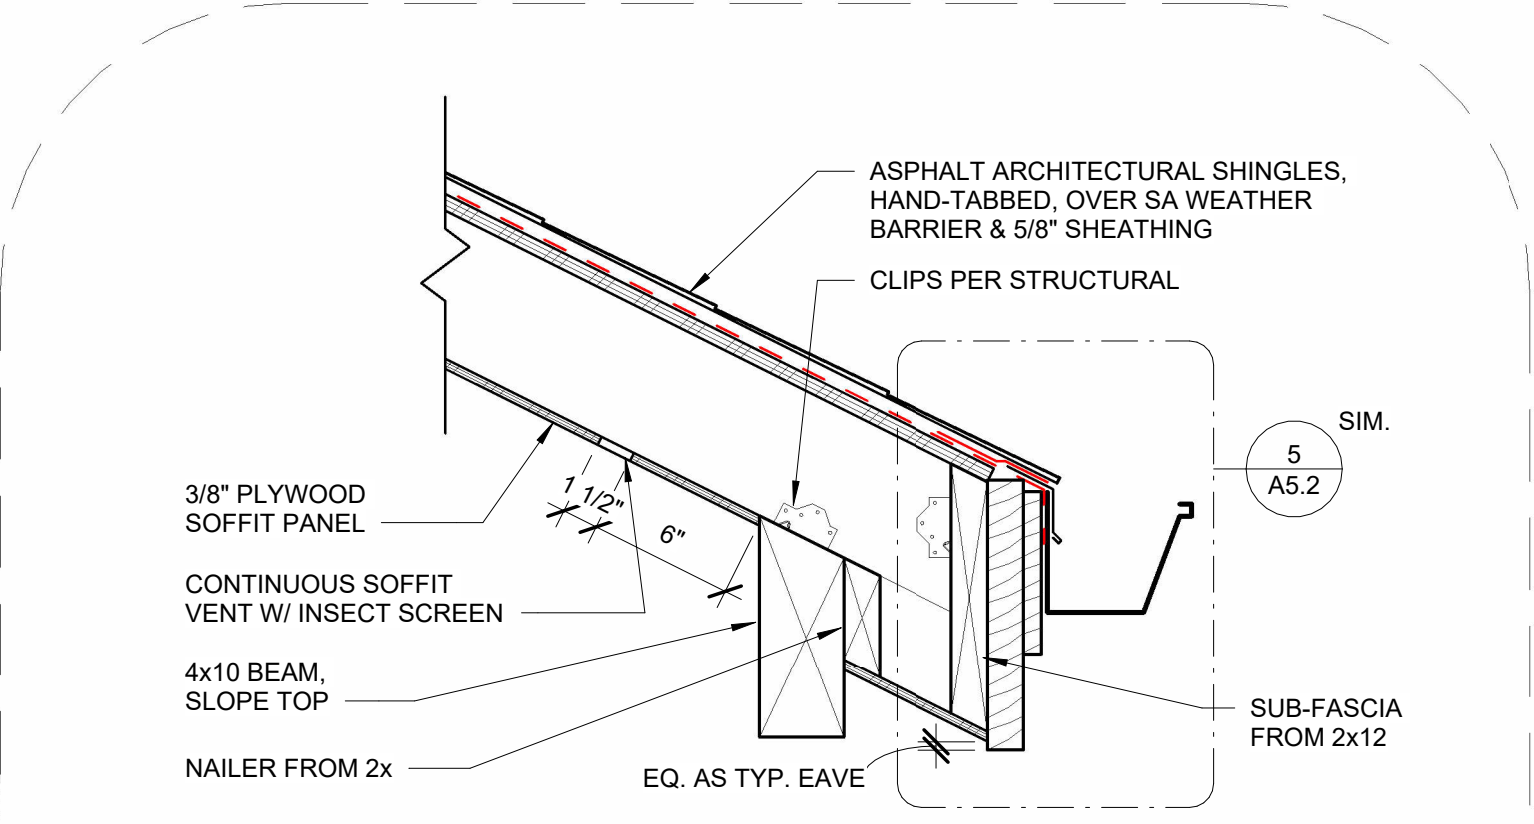 ASPHALT ARCHITECTURAL SHINGLES,
HAND-TABBED, OVER SA WEATHER
BARRIER & 5/8" SHEATHING
CLIPS PER STRUCTURAL
SIM.
5
A5.2
3/8" PLYWOOD
SOFFIT PANEL
1 1/2"
6"
CONTINUOUS SOFFIT
VENT W/ INSECT SCREEN
4x10 BEAM,
SLOPE TOP
NAILER FROM 2x
EQ. AS TYP. EAVE
SUB-FASCIA
FROM 2x12